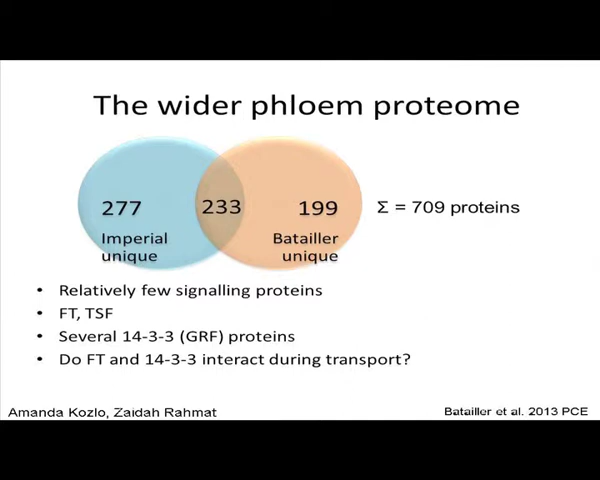 The wider phloem proteome
277
233
199
Σ = 709 proteins
Imperial
unique
Batailler
unique
• Relatively few signalling proteins
• FT, TSF
• Several 14-3-3 (GRF) proteins
• Do FT and 14-3-3 interact during transport?
Amanda Kozlo, Zaidah Rahmat
Batailler et al. 2013 PCE